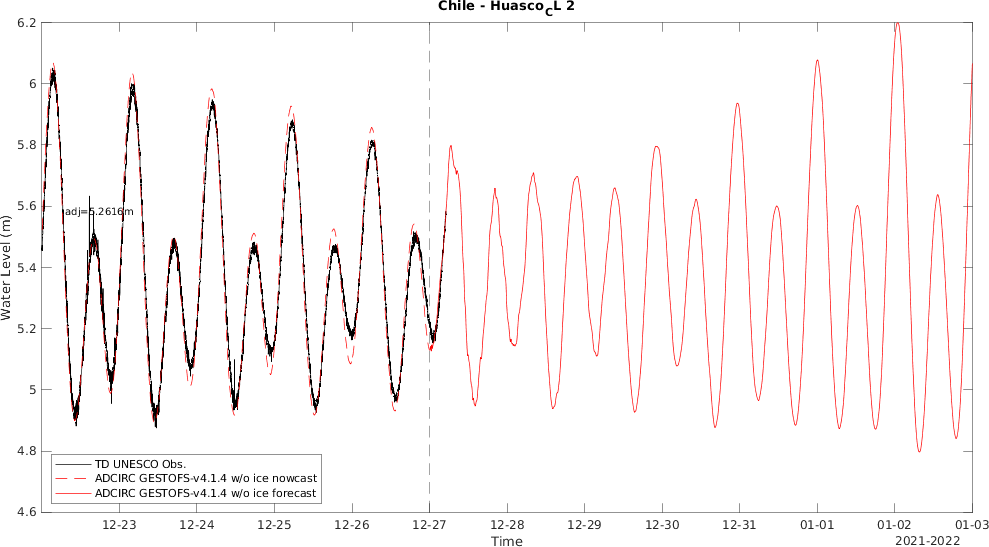 Chile - Huasco_CL 2
6.2
6
5.8
5.6
5.4
5.2
5
4.8
4.6
Water Level (m)
adj=5.2616m
TD UNESCO Obs.
ADCIRC GESTOFS-v4.1.4 w/o ice nowcast
ADCIRC GESTOFS-v4.1.4 w/o ice forecast
12-23 12-24 12-25 12-26 12-27 12-28 12-29 12-30 12-31 01-01 01-02 01-03
Time
2021-2022